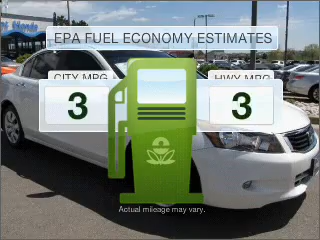 EPA FUEL ECONOMY ESTIMATES
CITY MPG
HWY MPG
3
3
Actual mileage may vary.